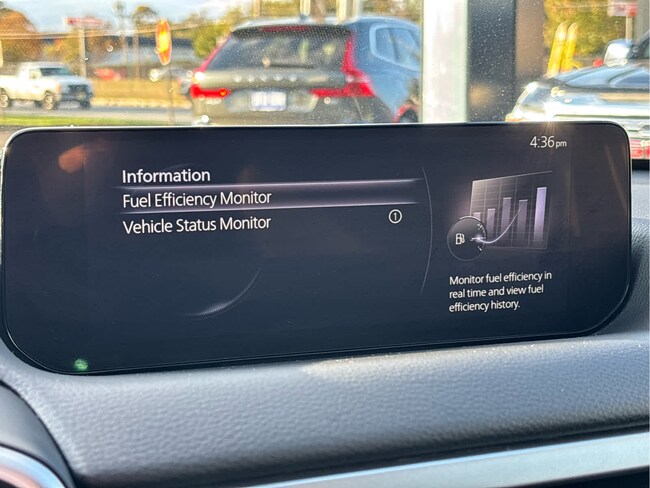 4:36pm
Information
Fuel Efficiency Monitor
Vehicle Status Monitor
1
Monitor fuel efficiency in
real time and view fuel
efficiency history.